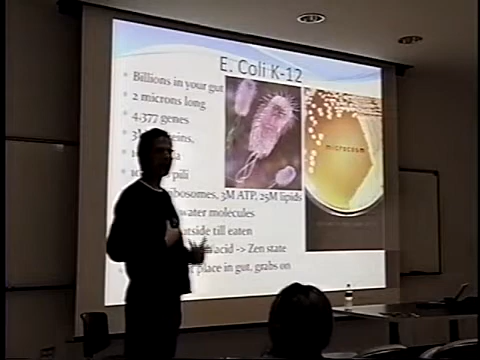 E. Coli K-12
Billions in your gut
2 microns long
4,377 genes
microcosm
pili
ribosomes, 3M ATP, 25M lipids
water molecules
outside till eaten
acid -> Zen state
place in gut, grabs on